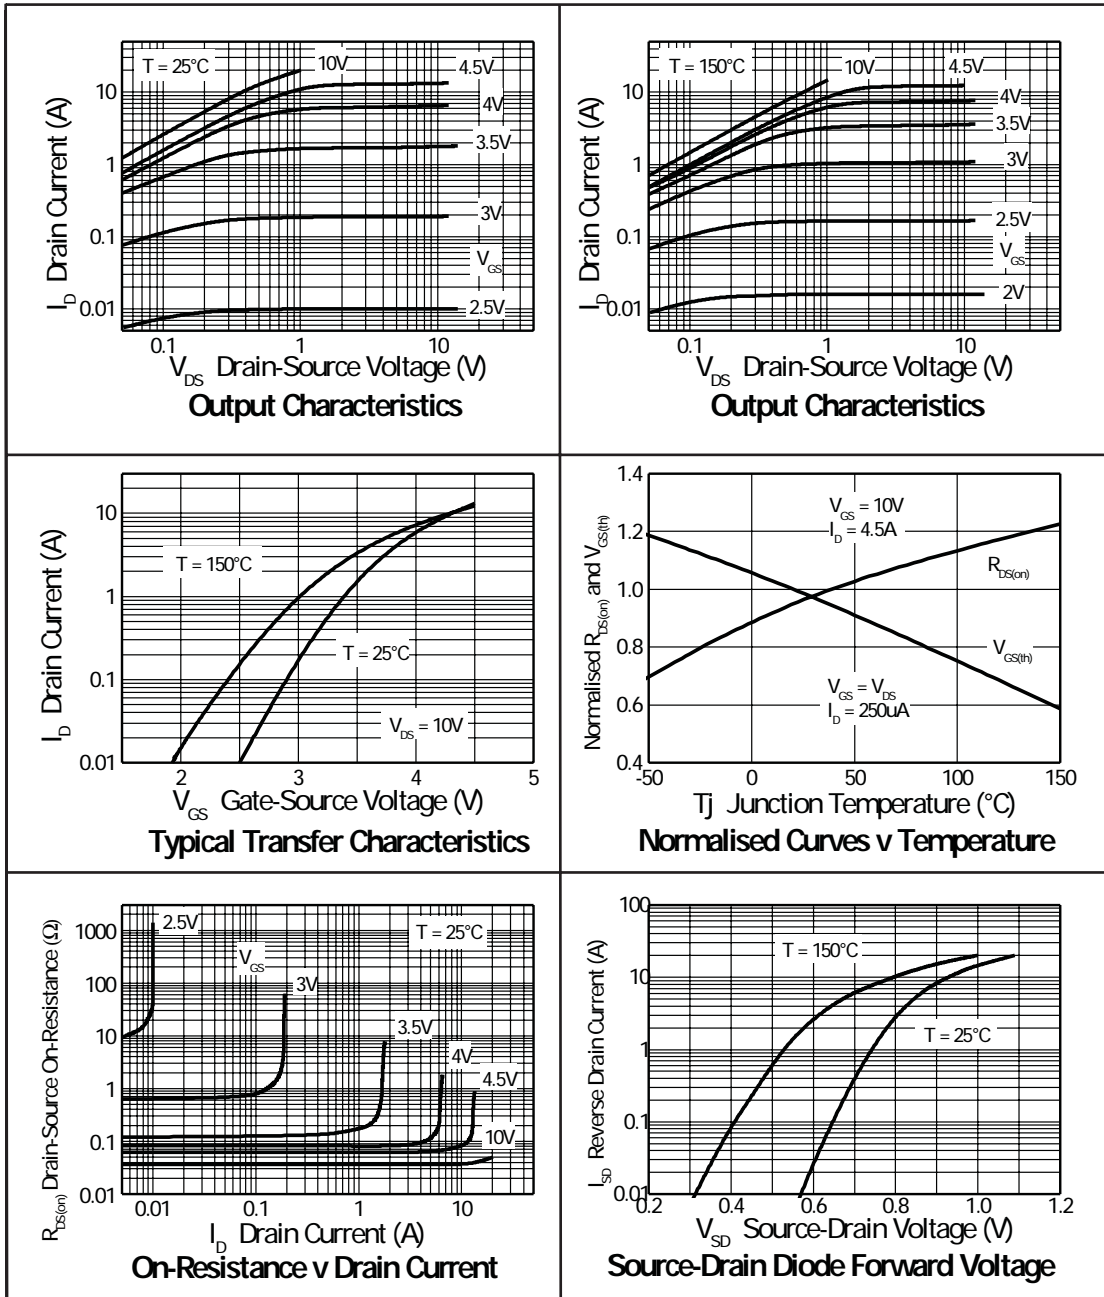 T = 25°C
10V
4.5V
4V
3.5V
3V
V_GS
2.5V
10
1
0.1
0.01
I_D Drain Current (A)
0.1
1
10
V_DS Drain-Source Voltage (V)
Output Characteristics
T = 150°C
10V
4.5V
4V
3.5V
3V
2.5V
V_GS
2V
10
1
0.1
0.01
I_D Drain Current (A)
0.1
1
10
V_DS Drain-Source Voltage (V)
Output Characteristics
T = 150°C
T = 25°C
V_DS = 10V
10
1
0.1
0.01
I_D Drain Current (A)
2
3
4
5
V_GS Gate-Source Voltage (V)
Typical Transfer Characteristics
1.4
1.2
1.0
0.8
0.6
0.4
Normalised R_DS(on) and V_GS(th)
V_GS = 10V
I_D = 4.5A
R_DS(on)
V_GS(th)
V_GS = V_DS
I_D = 250uA
-50
0
50
100
150
Tj Junction Temperature (°C)
Normalised Curves v Temperature
2.5V
T = 25°C
V_GS
3V
3.5V
4V
4.5V
10V
1000
100
10
1
0.1
0.01
R_DS(on) Drain-Source On-Resistance (Ω)
0.01
0.1
1
10
I_D Drain Current (A)
On-Resistance v Drain Current
T = 150°C
T = 25°C
100
10
1
0.1
0.01
I_SD Reverse Drain Current (A)
0.2
0.4
0.6
0.8
1.0
1.2
V_SD Source-Drain Voltage (V)
Source-Drain Diode Forward Voltage